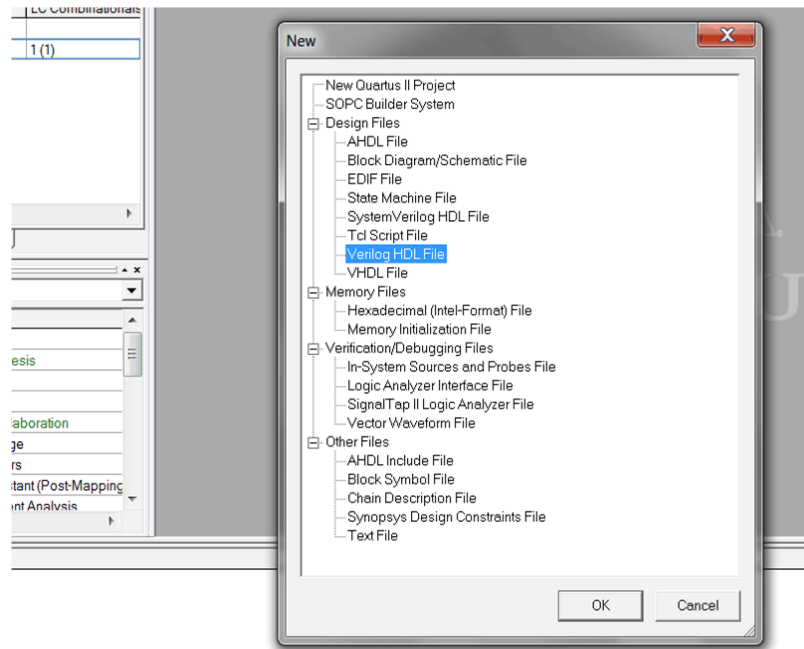 LC Combinationals
1 (1)
esis
aboration
ge
rs
stant (Post-Mapping
ent Analysis
New
New Quartus II Project
SOPC Builder System
Design Files
AHDL File
Block Diagram/Schematic File
EDIF File
State Machine File
SystemVerilog HDL File
Tcl Script File
Verilog HDL File
VHDL File
Memory Files
Hexadecimal (Intel-Format) File
Memory Initialization File
Verification/Debugging Files
In-System Sources and Probes File
Logic Analyzer Interface File
SignalTap II Logic Analyzer File
Vector Waveform File
Other Files
AHDL Include File
Block Symbol File
Chain Description File
Synopsys Design Constraints File
Text File
OK
Cancel